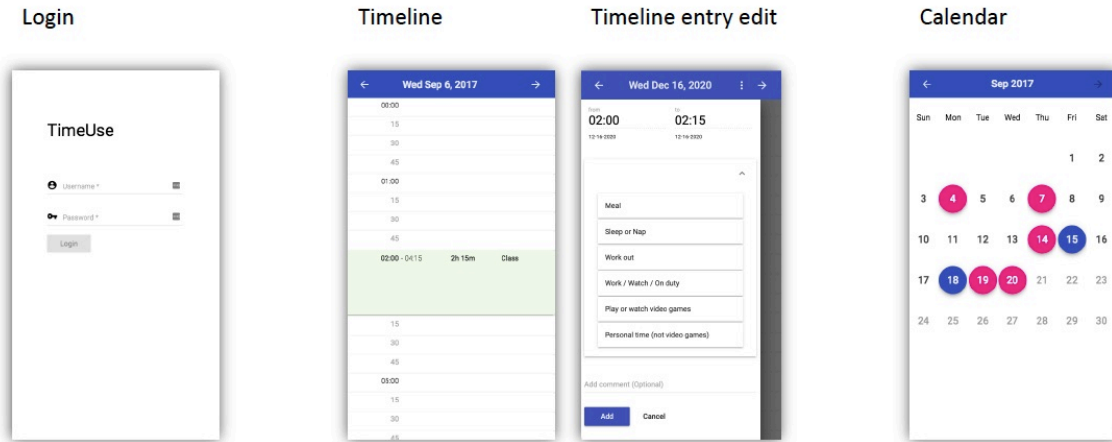 Login
TimeUse
Username *
Password *
Login
Timeline
Wed Sep 6, 2017
00:00
15
30
45
01:00
15
30
45
02:00 - 04:15 2h 15m Class
15
30
45
15
30
45
Timeline entry edit
Wed Dec 16, 2020
from to
02:00 02:15
12-16-2020 12-16-2020
Meal
Sleep or Nap
Work out
Work / Watch / On duty
Play or watch video games
Personal time (not video games)
Add comment (Optional)
Add Cancel
Calendar
Sep 2017
Sun Mon Tue Wed Thu Fri Sat
1 2
3 4 5 6 7 8 9
10 11 12 13 14 15 16
17 18 19 20 21 22 23
24 25 26 27 28 29 30